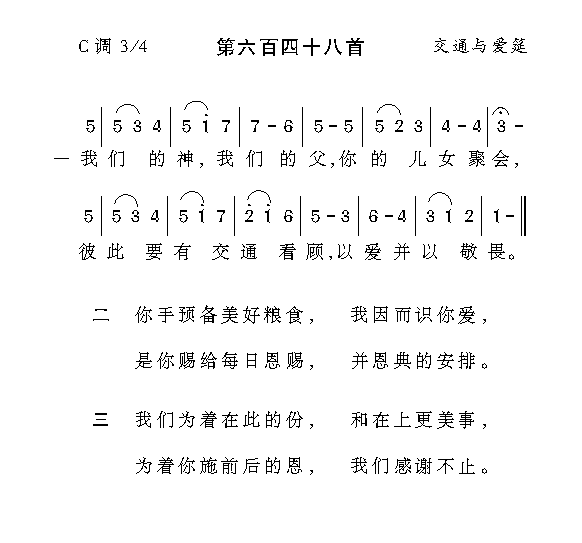 C 调 3/4 第六百四十八首 交通与爱筵
5 | 5 3 4 | 5 i̇ 7 | 7 - 6 | 5 - 5 | 5 2 3 | 4 - 4 | 3 -
一 我 们 的 神, 我 们 的 父, 你 的 儿 女 聚 会,
5 | 5 3 4 | 5 i̇ 7 | 2̇ i̇ 6 | 5 - 3 | 6 - 4 | 3 1 2 | 1 - ‖
彼 此 要 有 交 通 看 顾, 以 爱 并 以 敬 畏。
二 你手预备美好粮食, 我因而识你爱,
是你赐给每日恩赐, 并恩典的安排。
三 我们为着在此的份, 和在上更美事,
为着你施前后的恩, 我们感谢不止。